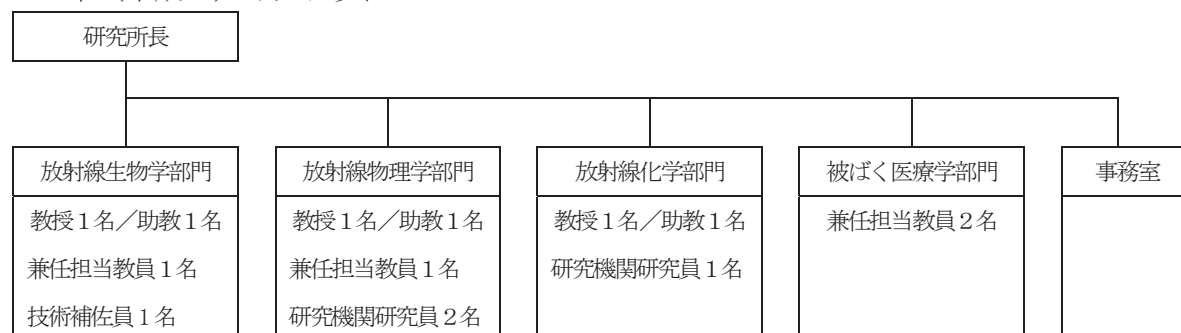 研究所長
放射線生物学部門
教授1名/助教1名
兼任担当教員1名
技術補佐員1名
放射線物理学部門
教授1名/助教1名
兼任担当教員1名
研究機関研究員2名
放射線化学部門
教授1名/助教1名
研究機関研究員1名
被ばく医療学部門
兼任担当教員2名
事務室